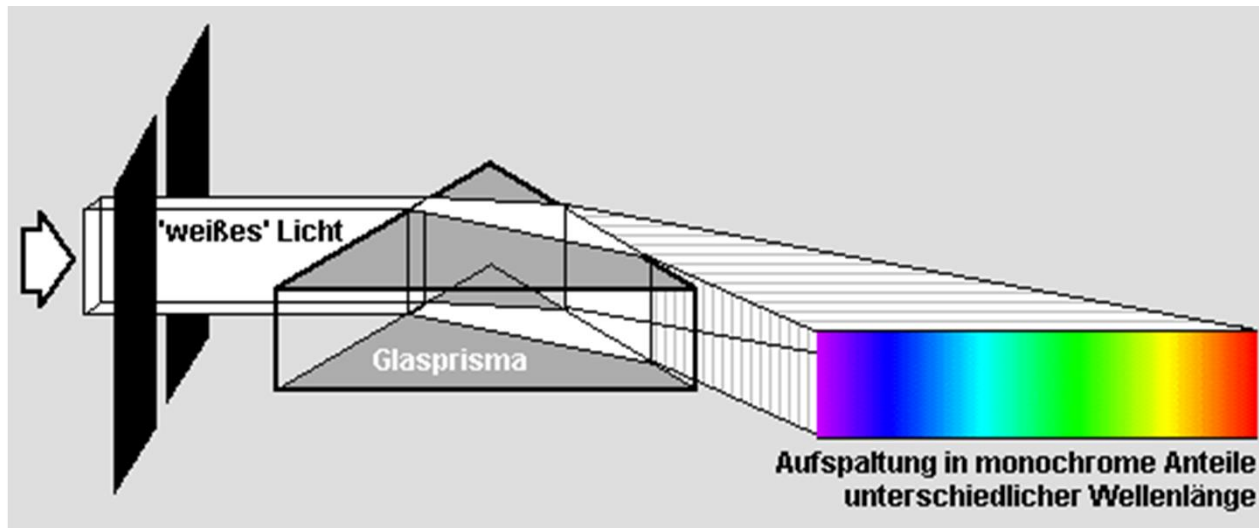 'weißes' Licht
Glasprisma
Aufspaltung in monochrome Anteile
unterschiedlicher Wellenlänge